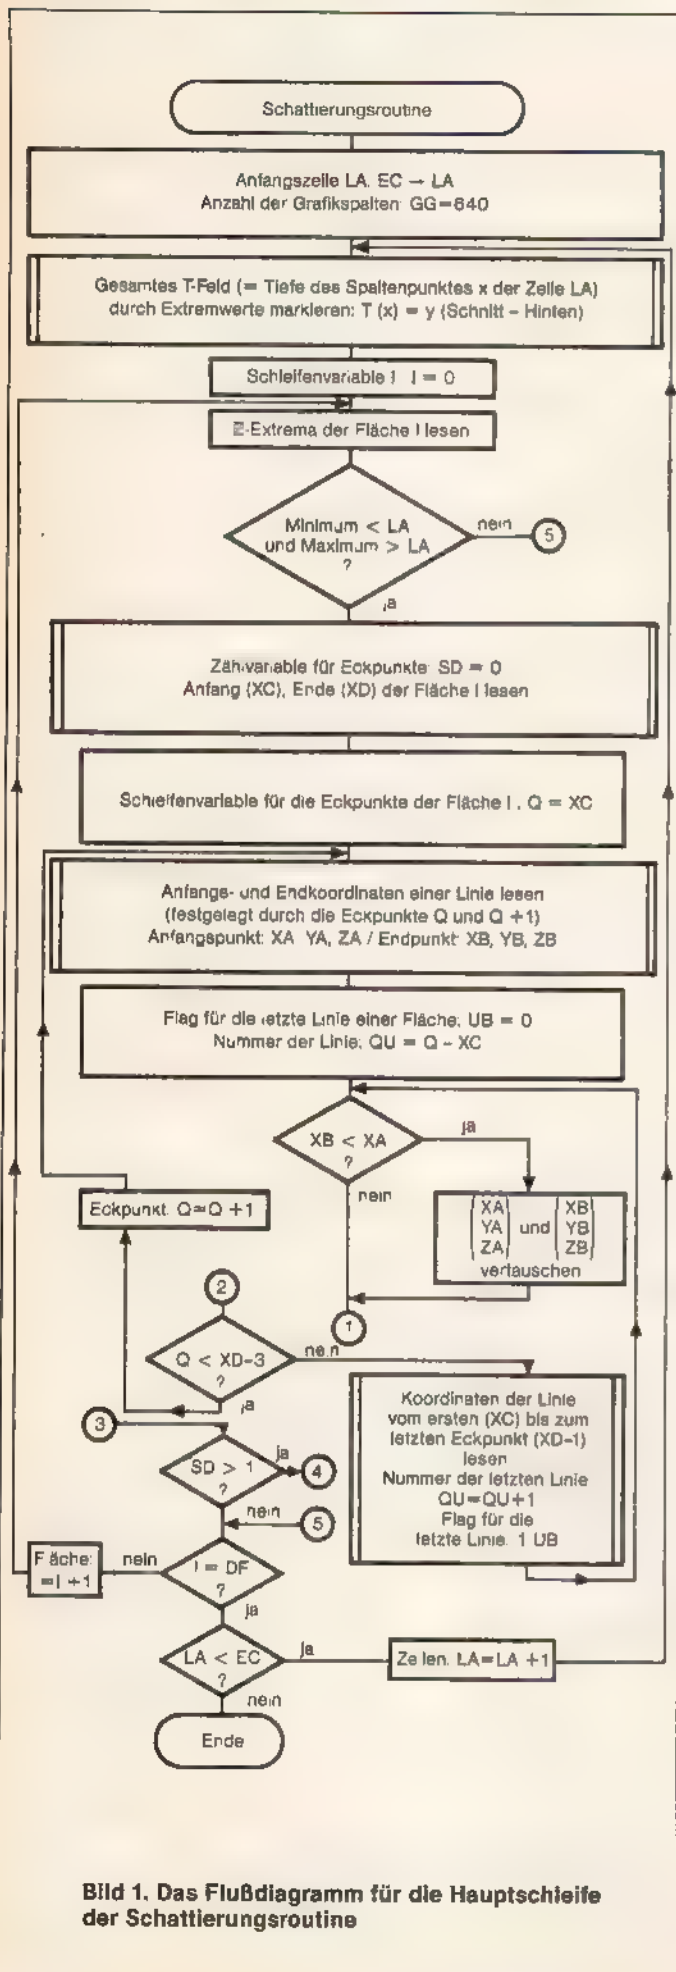 Schattierungsroutine
Anfangszeile LA. EC → LA
Anzahl der Grafikspalten: GG=640
Gesamtes T-Feld (= Tiefe des Spaltenpunktes x der Zeile LA)
durch Extremwerte markieren: T (x) = y (Schnitt – Hinten)
Schleifenvariable I I = 0
Z-Extrema der Fläche I lesen
Minimum < LA
und Maximum > LA
?
nein
5
ja
Zählvariable für Eckpunkte: SD = 0
Anfang (XC), Ende (XD) der Fläche I lesen
Schleifenvariable für die Eckpunkte der Fläche I . Q = XC
Anfangs- und Endkoordinaten einer Linie lesen
(festgelegt durch die Eckpunkte Q und Q +1)
Anfangspunkt: XA YA, ZA / Endpunkt XB, YB, ZB
Flag für die letzte Linie einer Fläche: UB = 0
Nummer der Linie: QU = Q – XC
XB < XA
?
ja
nein
XA XB
YA und YB
ZA ZB
vertauschen
1
Eckpunkt. Q=Q +1
2
Q < XD–3
?
nein
ja
Koordinaten der Linie
vom ersten (XC) bis zum
letzten Eckpunkt (XD–1)
lesen
Nummer der letzten Linie
QU=QU+1
Flag für die
letzte Linie. 1 UB
3
SD > 1
?
ja
4
nein
5
Fläche:
=I +1
nein
I = DF
?
ja
LA < EC
?
ja
Zeilen. LA=LA +1
nein
Ende
Bild 1. Das Flußdiagramm für die Hauptschleife
der Schattierungsroutine